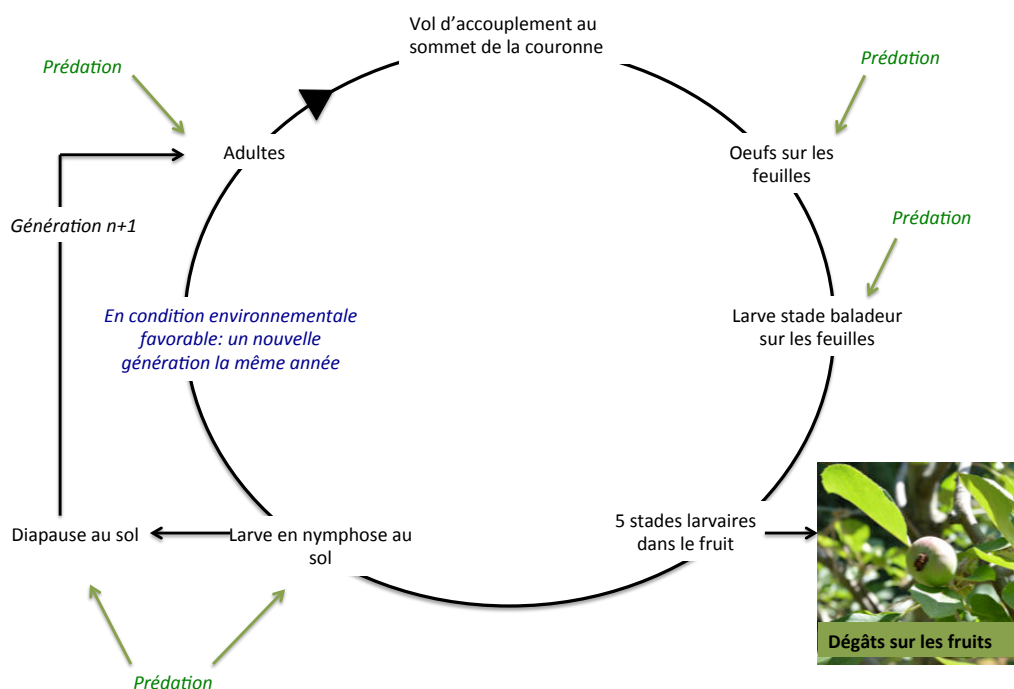 Vol d'accouplement au
sommet de la couronne
Prédation
Prédation
Adultes
Oeufs sur les
feuilles
Génération n+1
Prédation
En condition environnementale
favorable: un nouvelle
génération la même année
Larve stade baladeur
sur les feuilles
Diapause au sol
Larve en nymphose au
sol
5 stades larvaires
dans le fruit
Dégâts sur les fruits
Prédation